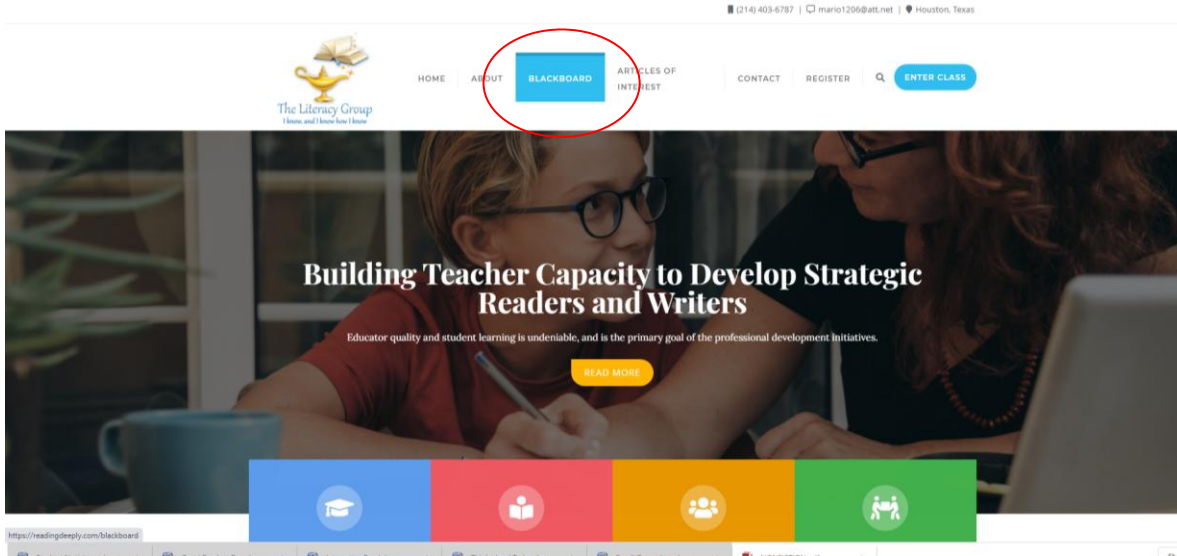 (214) 403-6787 | mario1206@att.net | Houston, Texas
The Literacy Group
I know, and I know how I know
HOME
ABOUT
BLACKBOARD
ARTICLES OF
INTEREST
CONTACT
REGISTER
ENTER CLASS
Building Teacher Capacity to Develop Strategic
Readers and Writers
Educator quality and student learning is undeniable, and is the primary goal of the professional development Initiatives.
READ MORE
https://readingdeeply.com/blackboard